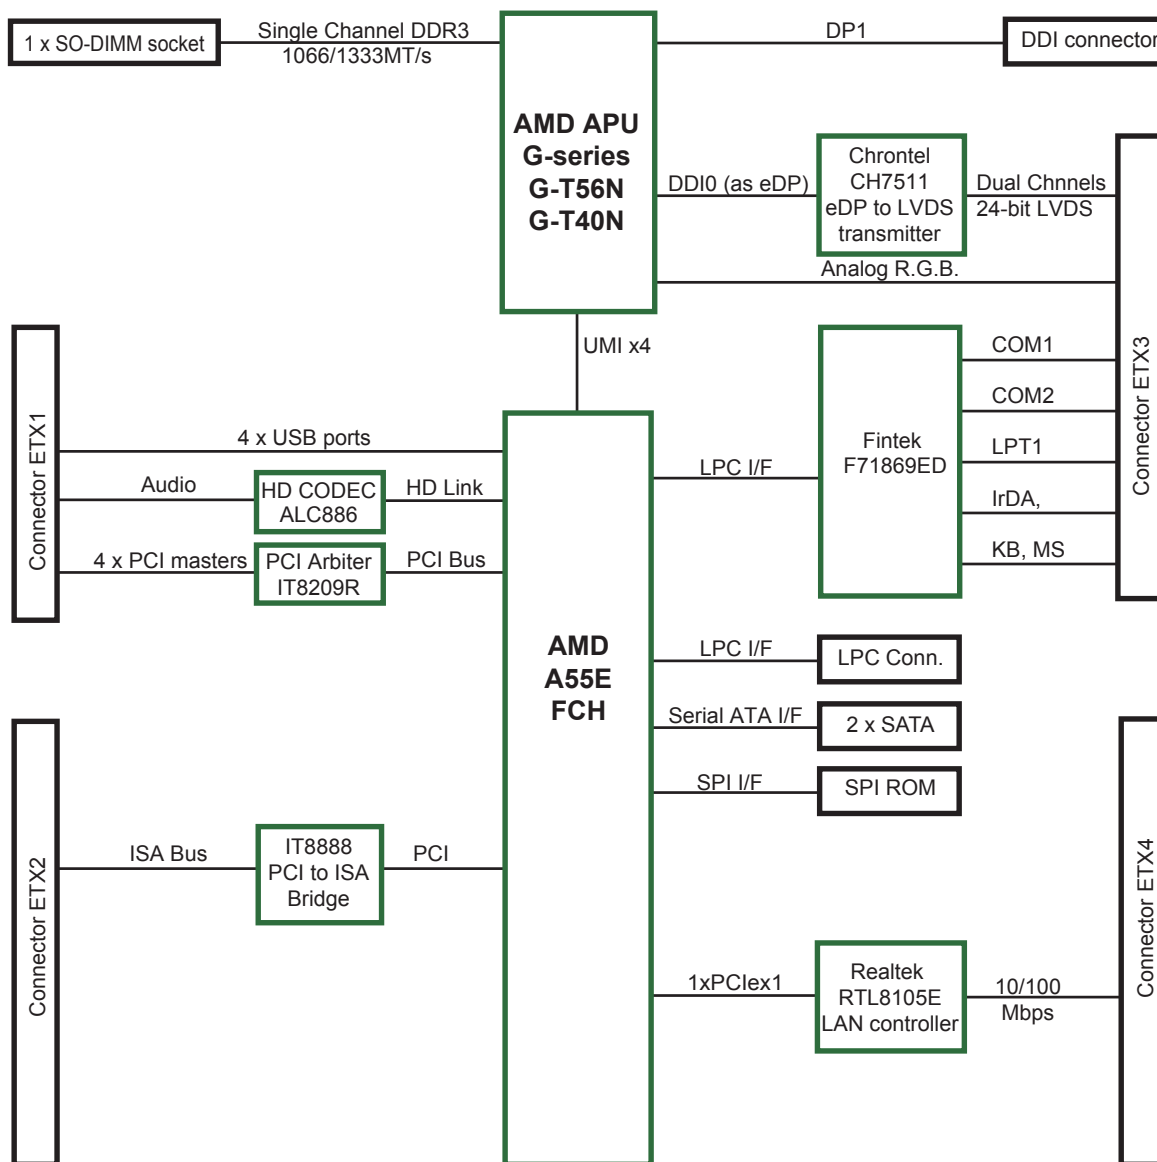 1 x SO-DIMM socket
Single Channel DDR3
1066/1333MT/s
AMD APU
G-series
G-T56N
G-T40N
DP1
DDI connector
DDI0 (as eDP)
Chrontel
CH7511
eDP to LVDS
transmitter
Dual Chnnels
24-bit LVDS
Analog R.G.B.
Connector ETX3
UMI x4
Connector ETX1
4 x USB ports
Audio
HD CODEC
ALC886
HD Link
4 x PCI masters
PCI Arbiter
IT8209R
PCI Bus
LPC I/F
Fintek
F71869ED
COM1
COM2
LPT1
IrDA,
KB, MS
AMD
A55E
FCH
LPC I/F
LPC Conn.
Serial ATA I/F
2 x SATA
SPI I/F
SPI ROM
Connector ETX2
ISA Bus
IT8888
PCI to ISA
Bridge
PCI
1xPCIex1
Realtek
RTL8105E
LAN controller
10/100
Mbps
Connector ETX4